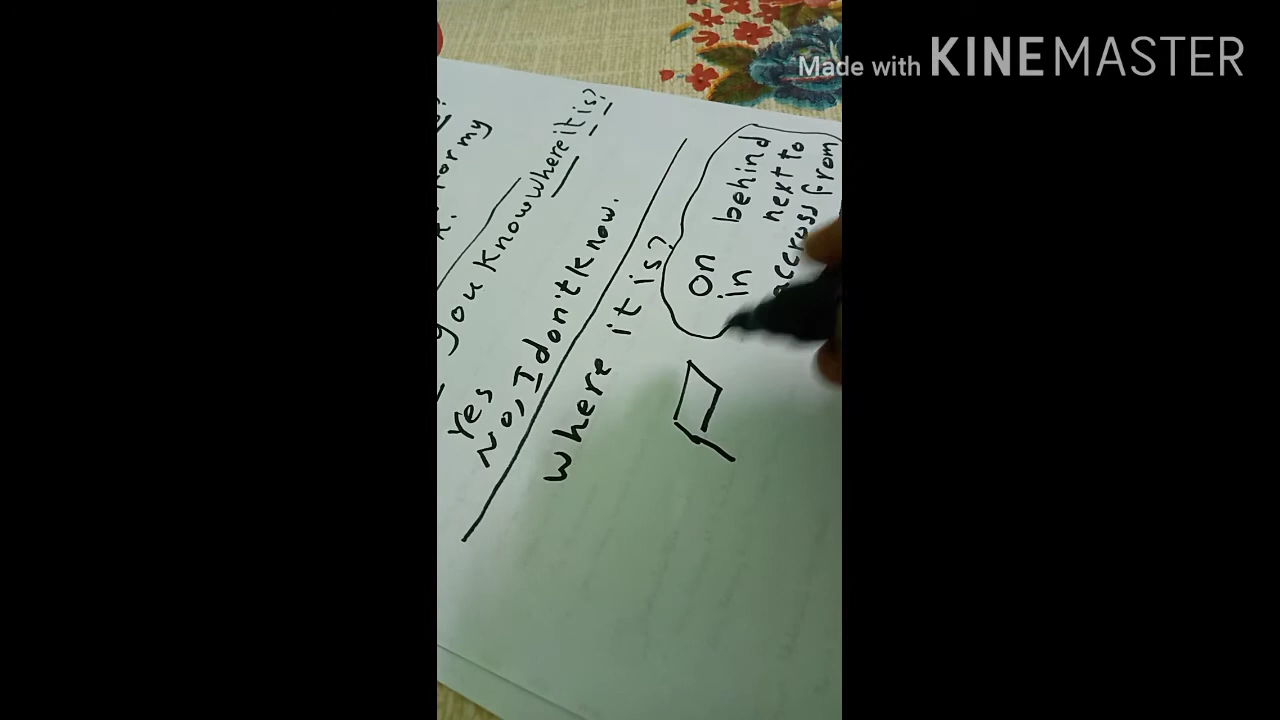 Made with KINEMASTER
for my
you know where it is?
Yes
No, I don't know.
where it is?
on behind
in next to
accross from